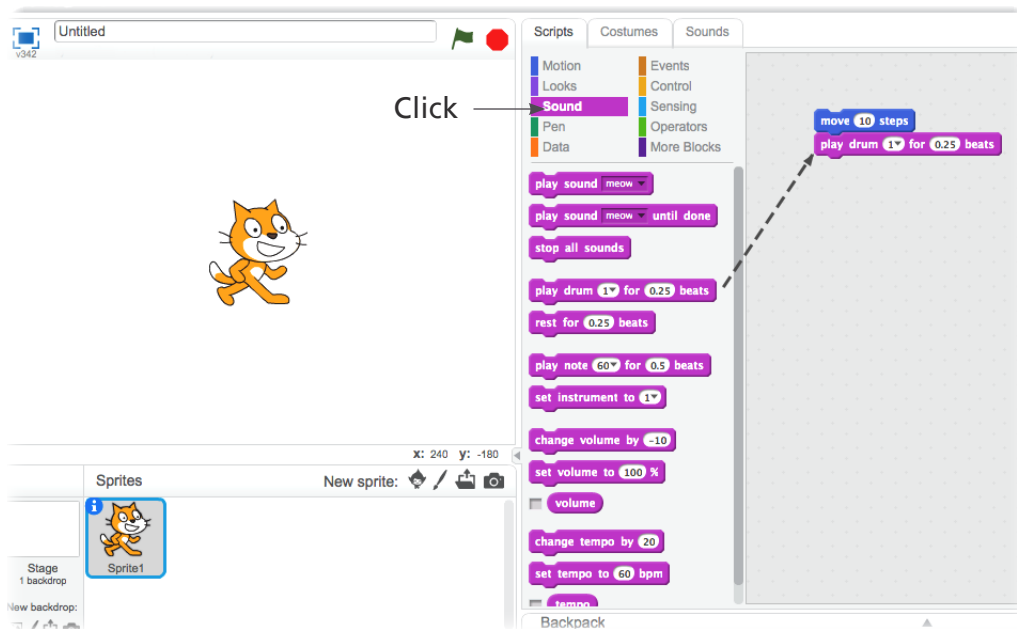 Untitled
v342
Click
Scripts
Costumes
Sounds
Motion
Looks
Sound
Pen
Data
Events
Control
Sensing
Operators
More Blocks
play sound meow
play sound meow until done
stop all sounds
play drum 1 for 0.25 beats
rest for 0.25 beats
play note 60 for 0.5 beats
set instrument to 1
change volume by -10
set volume to 100 %
volume
change tempo by 20
set tempo to 60 bpm
tempo
move 10 steps
play drum 1 for 0.25 beats
x: 240 y: -180
Sprites
New sprite:
Sprite1
Stage
1 backdrop
New backdrop:
Backpack